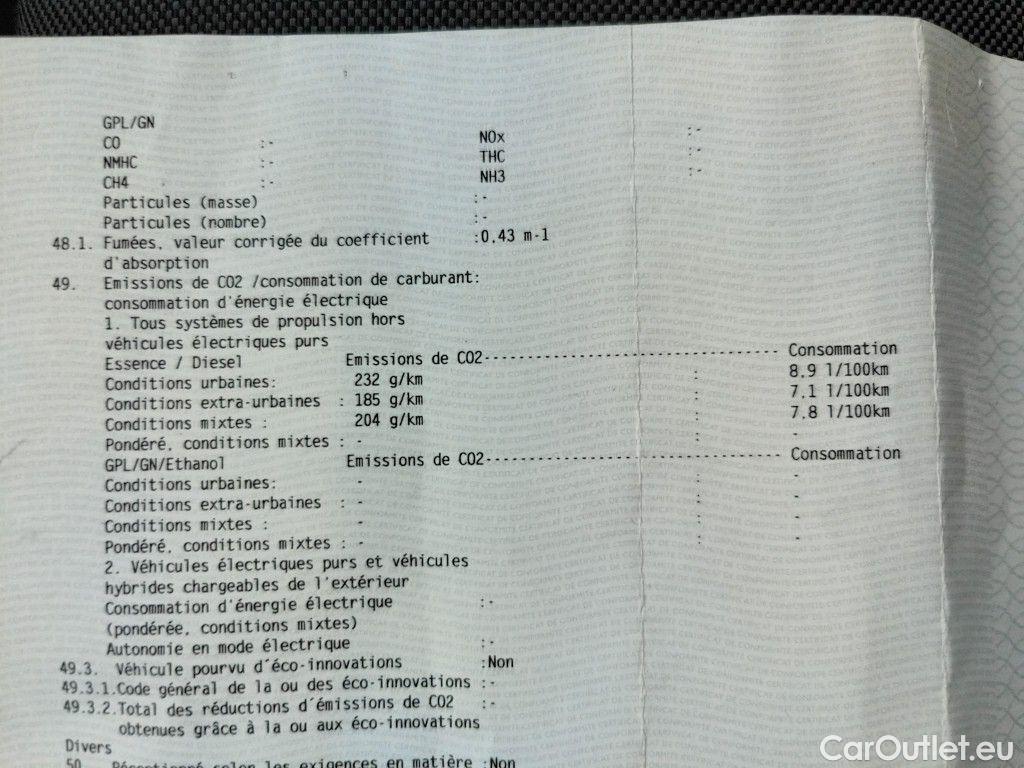 GPL/GN
CO :- NOx :-
NMHC :- THC :-
CH4 :- NH3 :-
Particules (masse) :-
Particules (nombre) :-
48.1. Fumées, valeur corrigée du coefficient :0,43 m-1
d'absorption
49. Emissions de CO2 /consommation de carburant:
consommation d'énergie électrique
1. Tous systèmes de propulsion hors
véhicules électriques purs
Essence / Diesel Emissions de CO2------------------------------------ Consommation
Conditions urbaines: 232 g/km : 8.9 l/100km
Conditions extra-urbaines : 185 g/km : 7.1 l/100km
Conditions mixtes : 204 g/km : 7.8 l/100km
Pondéré, conditions mixtes : - : -
GPL/GN/Ethanol Emissions de CO2------------------------------------ Consommation
Conditions urbaines: - : -
Conditions extra-urbaines : - : -
Conditions mixtes : - : -
Pondéré, conditions mixtes : - : -
2. Véhicules électriques purs et véhicules
hybrides chargeables de l'extérieur
Consommation d'énergie électrique :-
(pondérée, conditions mixtes)
Autonomie en mode électrique :-
49.3. Véhicule pourvu d'éco-innovations :Non
49.3.1.Code général de la ou des éco-innovations :-
49.3.2.Total des réductions d'émissions de CO2 :-
obtenues grâce à la ou aux éco-innovations
Divers
50. Réceptionné selon les exigences en matière :Non
CarOutlet.eu